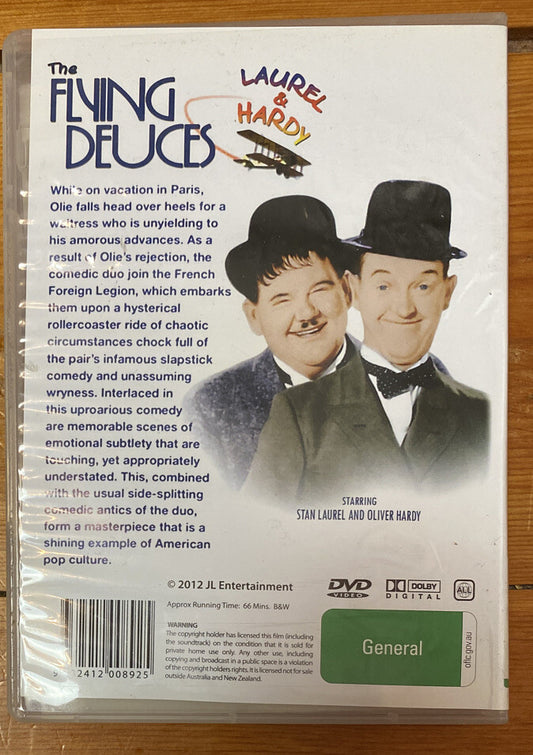 The
FLYING
DEUCES
LAUREL
&
HARDY
While on vacation in Paris,
Olie falls head over heels for a
waitress who is unyielding to
his amorous advances. As a
result of Olie's rejection, the
comedic duo join the French
Foreign Legion, which embarks
them upon a hysterical
rollercoaster ride of chaotic
circumstances chock full of
the pair's infamous slapstick
comedy and unassuming
wryness. Interlaced in
this uproarious comedy
are memorable scenes of
emotional subtlety that are
touching, yet appropriately
understated. This, combined
with the usual side-splitting
comedic antics of the duo,
form a masterpiece that is a
shining example of American
pop culture.
STARRING
STAN LAUREL AND OLIVER HARDY
© 2012 JL Entertainment
DVD
VIDEO
DOLBY
DIGITAL
ALL
Approx Running Time: 66 Mins. B&W
WARNING
The copyright holder has licensed this film (including
the soundtrack) on the condition that it is sold for
private home use only. Any other use, including
copying and broadcast in a public space is a violation
of the copyright holders rights. It is licensed not for sale
outside Australia and New Zealand.
General
oflc.gov.au
9 312412 008925